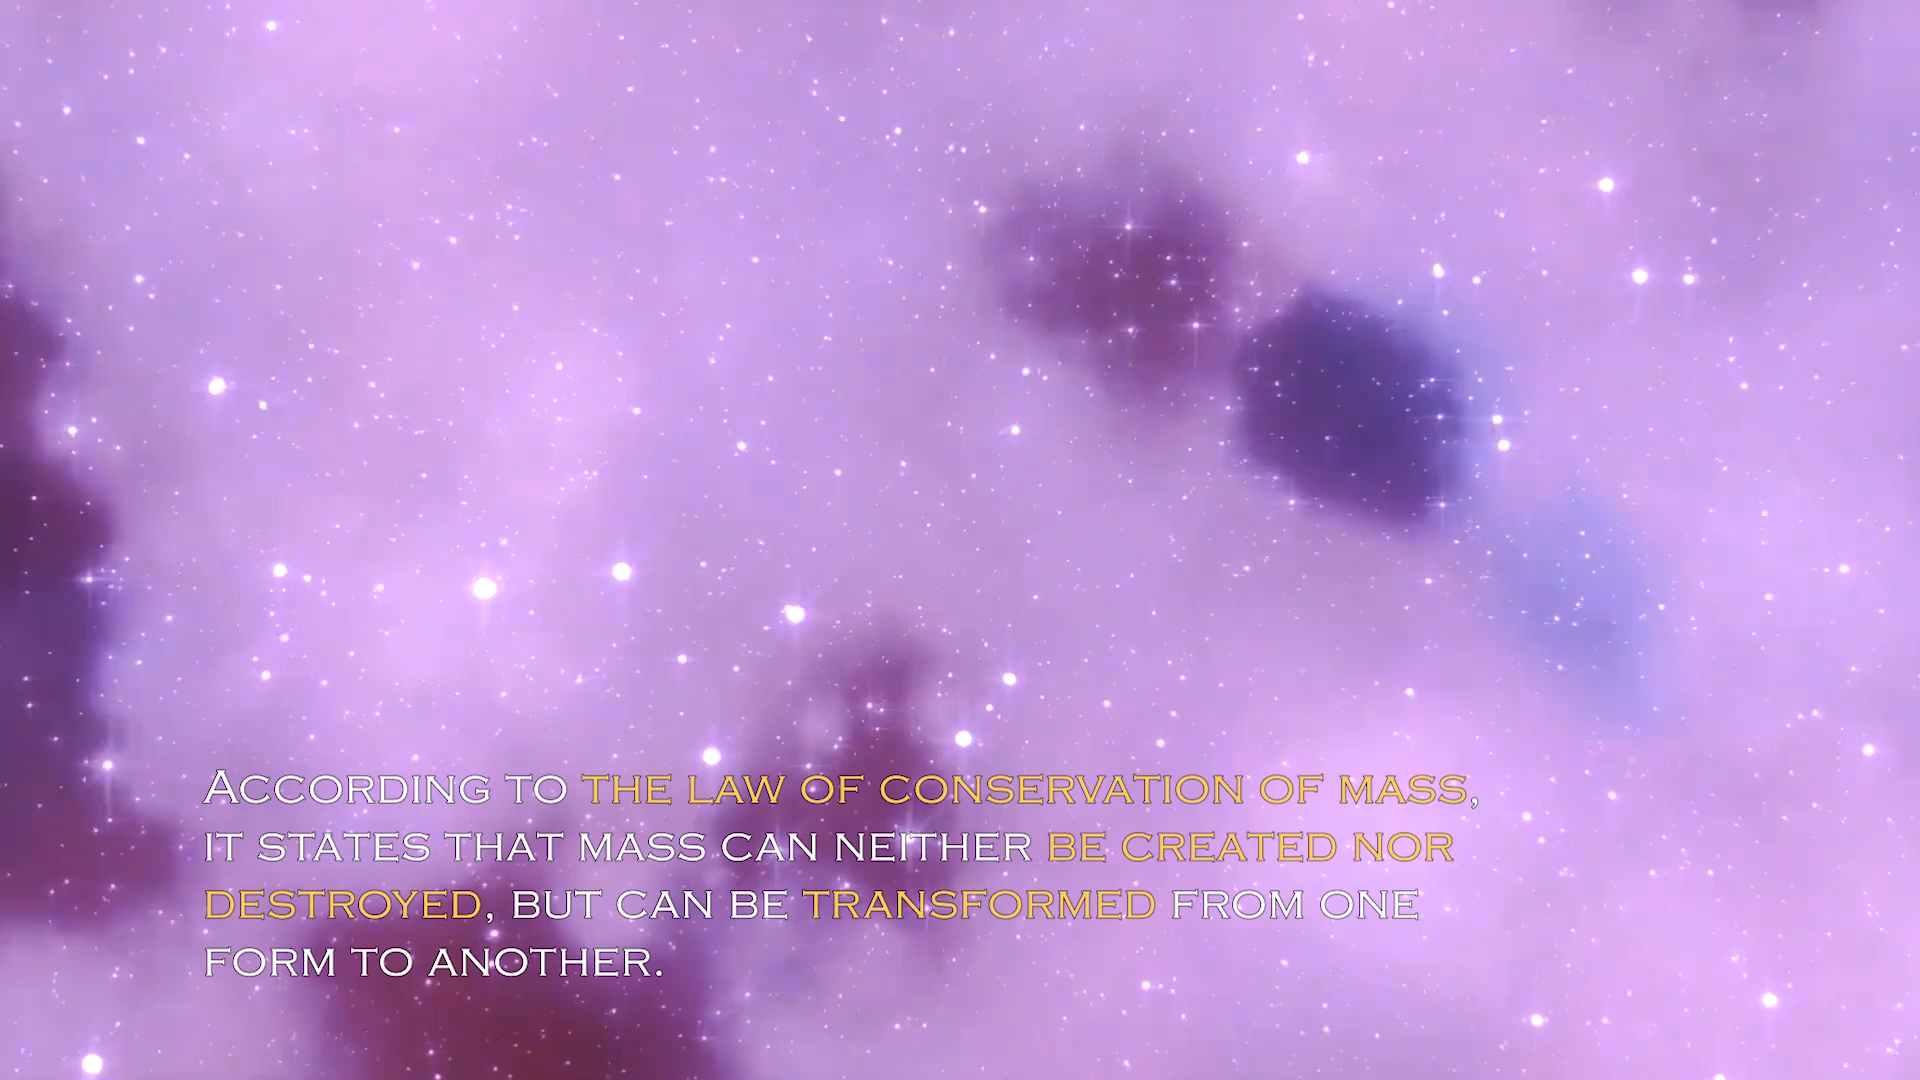 According to the law of conservation of mass,
it states that mass can neither be created nor
destroyed, but can be transformed from one
form to another.